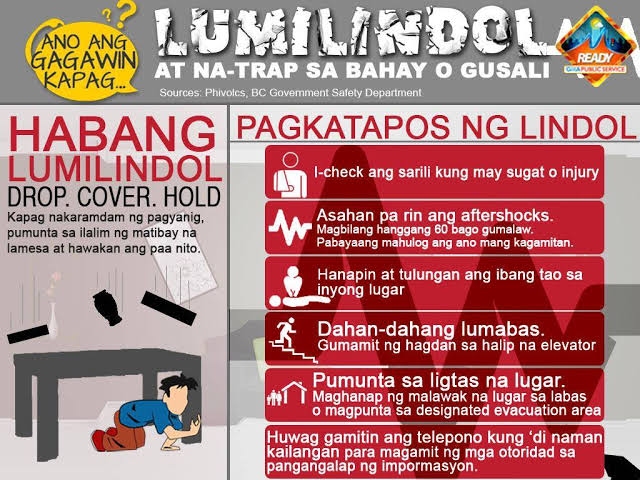 ANO ANG
GAGAWIN
KAPAG...
LUMILINDOL
AT NA-TRAP SA BAHAY O GUSALI
Sources: Phivolcs, BC Government Safety Department
READY
GMA PUBLIC SERVICE
HABANG
LUMILINDOL
DROP. COVER. HOLD
Kapag nakaramdam ng pagyanig,
pumunta sa ilalim ng matibay na
lamesa at hawakan ang paa nito.
PAGKATAPOS NG LINDOL
I-check ang sarili kung may sugat o injury
Asahan pa rin ang aftershocks.
Magbilang hanggang 60 bago gumalaw.
Pabayaang mahulog ang ano mang kagamitan.
Hanapin at tulungan ang ibang tao sa
inyong lugar
Dahan-dahang lumabas.
Gumamit ng hagdan sa halip na elevator
Pumunta sa ligtas na lugar.
Maghanap ng malawak na lugar sa labas
o magpunta sa designated evacuation area
Huwag gamitin ang telepono kung 'di naman
kailangan para magamit ng mga otoridad sa
pangangalap ng impormasyon.